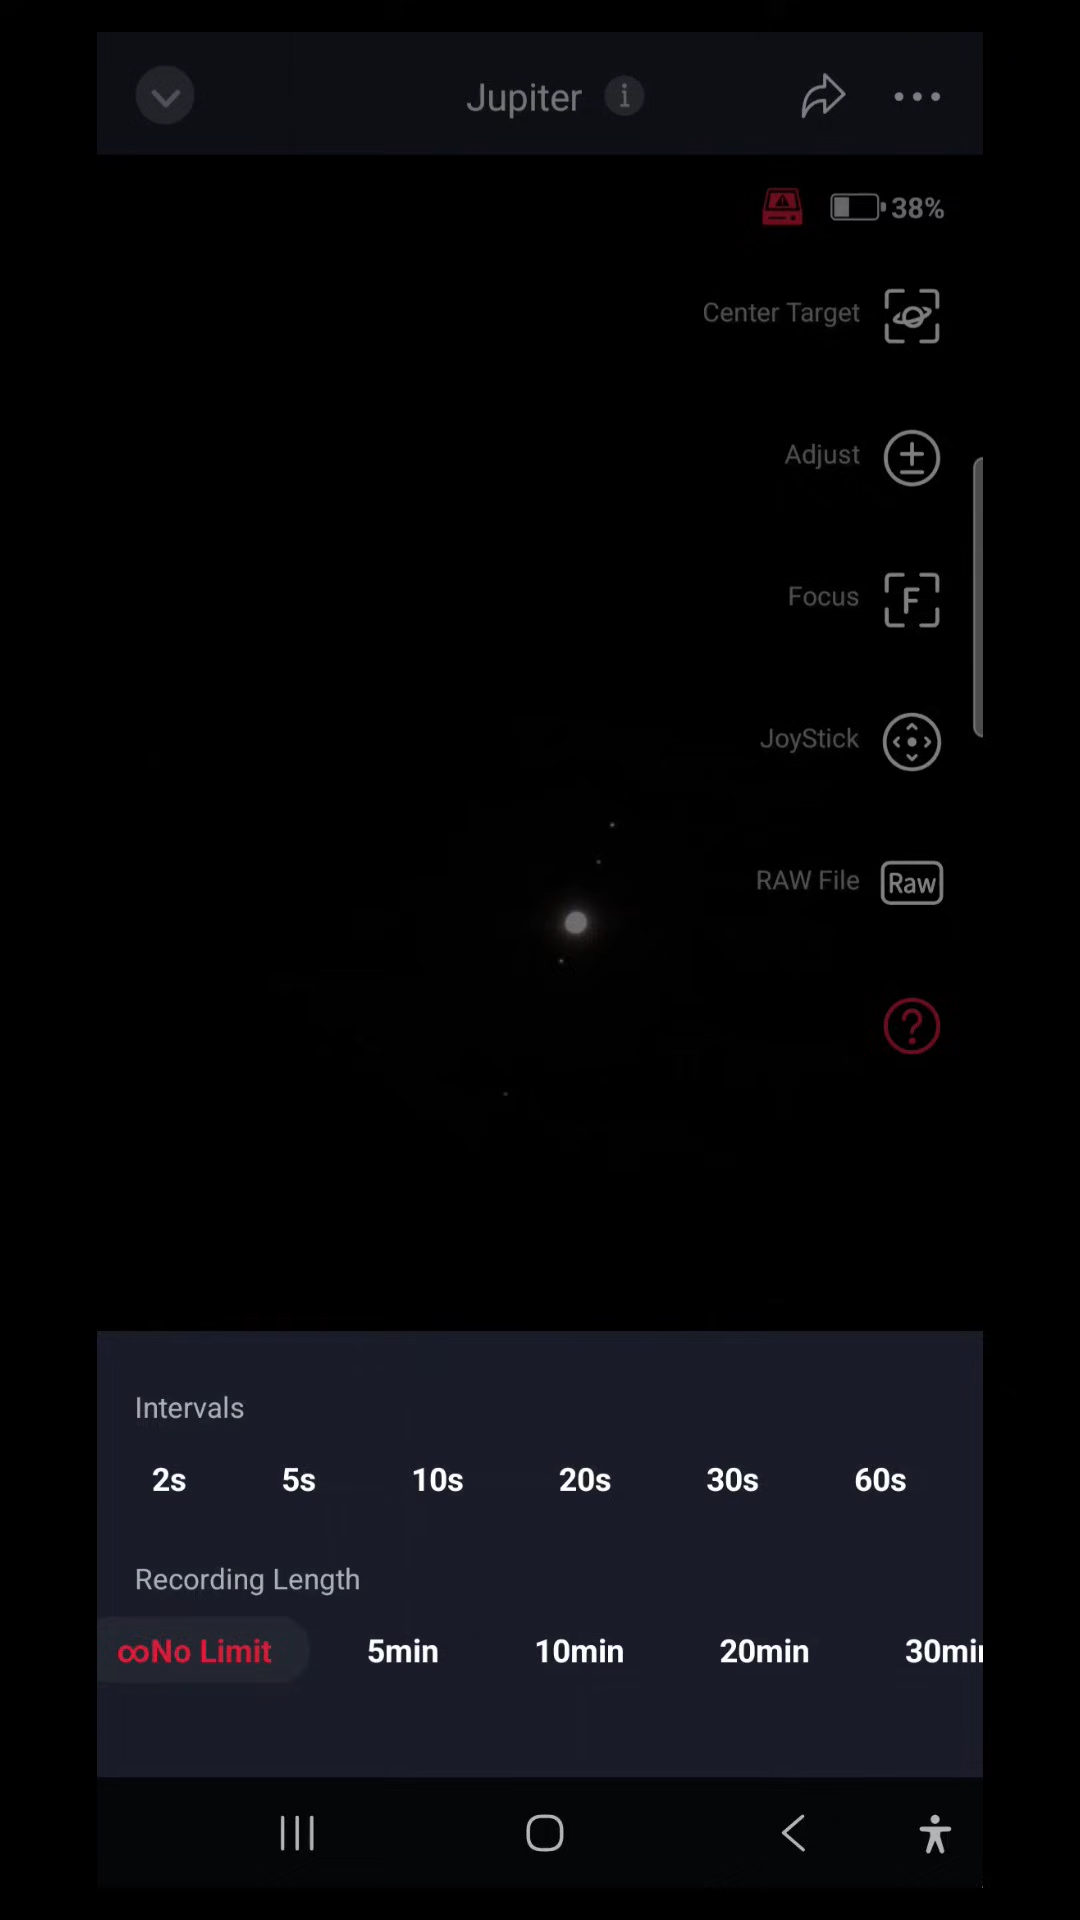 Jupiter
38%
Center Target
Adjust
Focus
F
JoyStick
RAW File
Raw
Intervals
2s 5s 10s 20s 30s 60s
Recording Length
∞No Limit 5min 10min 20min 30min